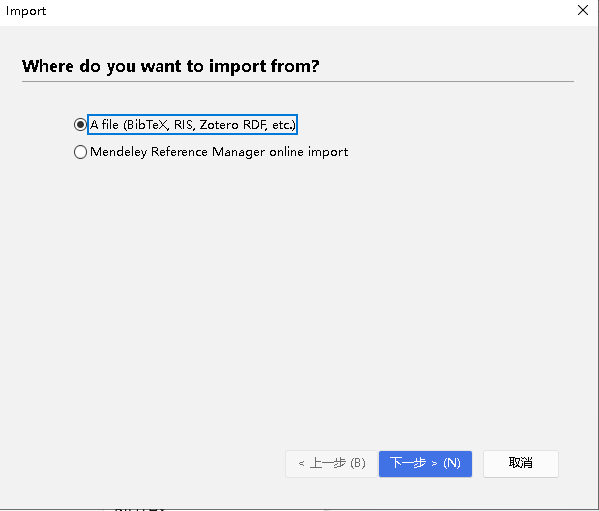 Import
Where do you want to import from?
A file (BibTeX, RIS, Zotero RDF, etc.)
Mendeley Reference Manager online import
< 上一步 (B)
下一步 > (N)
取消